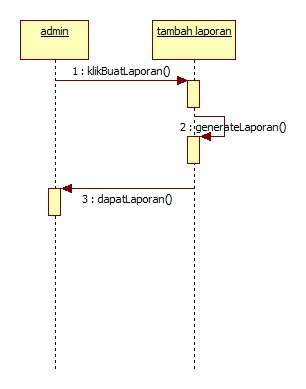 admin
tambah laporan
1 : klikBuatLaporan()
2 : generateLaporan()
3 : dapatLaporan()